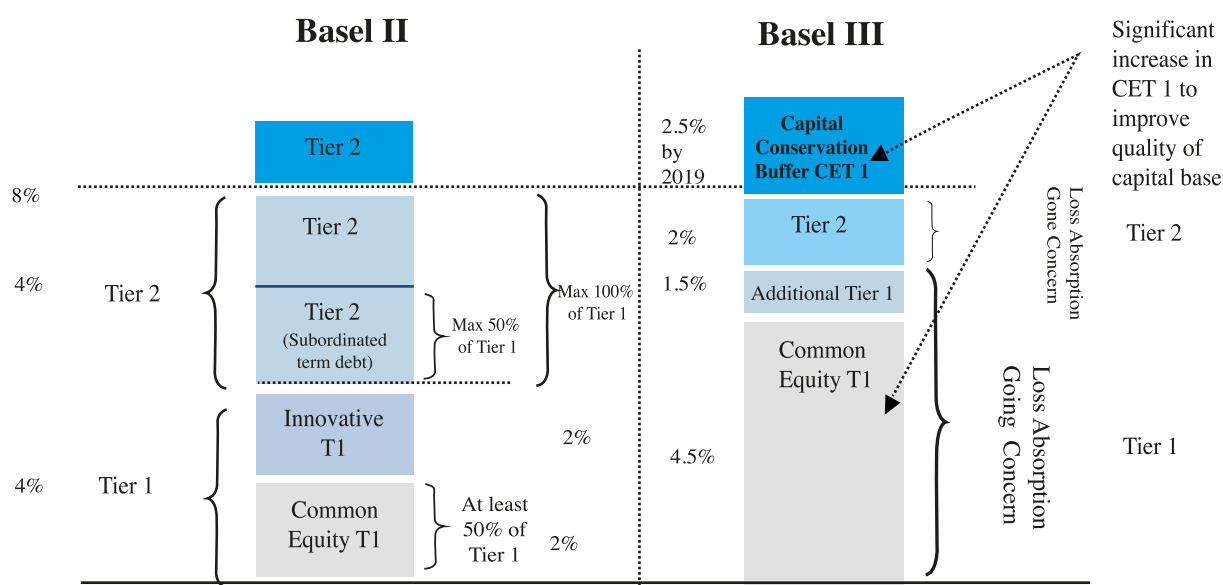 Basel II
Basel III
Significant
increase in
CET 1 to
improve
quality of
capital base
Tier 2
2.5%
by
2019
Capital
Conservation
Buffer CET 1
8%
Tier 2
4%
Tier 2
Tier 2
(Subordinated
term debt)
Max 50%
of Tier 1
Max 100%
of Tier 1
2%
Tier 2
Loss Absorption
Gone Concern
Tier 2
1.5%
Additional Tier 1
Common
Equity T1
4.5%
Loss Absorption
Going Concern
Tier 1
Innovative
T1
2%
4%
Tier 1
Common
Equity T1
At least
50% of
Tier 1
2%